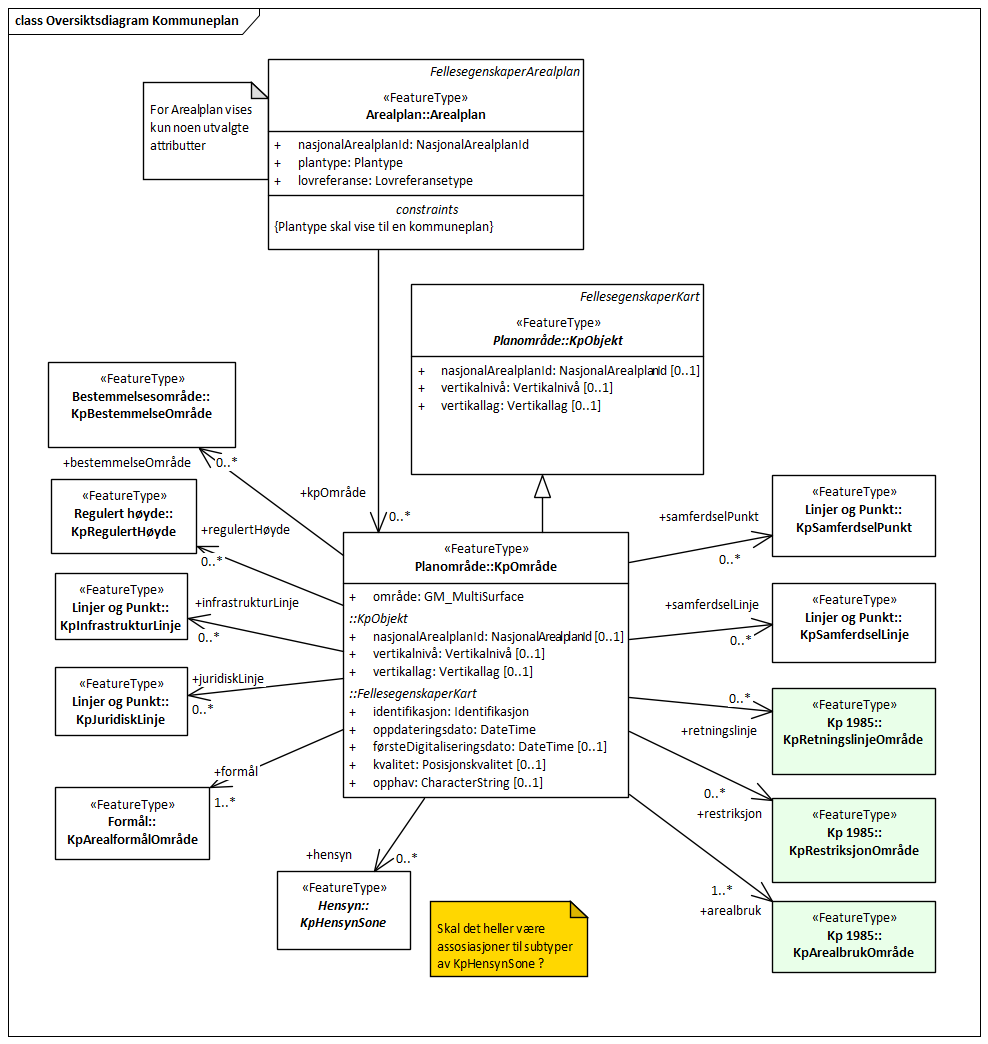 class Oversiktsdiagram Kommuneplan
For Arealplan vises
kun noen utvalgte
attributter
FellesegenskaperArealplan
«FeatureType»
Arealplan::Arealplan
+ nasjonalArealplanId: NasjonalArealplanId
+ plantype: Plantype
+ lovreferanse: Lovreferansetype
constraints
{Plantype skal vise til en kommuneplan}
FellesegenskaperKart
«FeatureType»
Planområde::KpObjekt
+ nasjonalArealplanId: NasjonalArealplanId [0..1]
+ vertikalnivå: Vertikalnivå [0..1]
+ vertikallag: Vertikallag [0..1]
+kpOmråde
0..*
«FeatureType»
Planområde::KpOmråde
+ område: GM_MultiSurface
::KpObjekt
+ nasjonalArealplanId: NasjonalArealplanId [0..1]
+ vertikalnivå: Vertikalnivå [0..1]
+ vertikallag: Vertikallag [0..1]
::FellesegenskaperKart
+ identifikasjon: Identifikasjon
+ oppdateringsdato: DateTime
+ førsteDigitaliseringsdato: DateTime [0..1]
+ kvalitet: Posisjonskvalitet [0..1]
+ opphav: CharacterString [0..1]
«FeatureType»
Bestemmelsesområde::
KpBestemmelseOmråde
+bestemmelseOmråde
0..*
«FeatureType»
Regulert høyde::
KpRegulertHøyde
+regulertHøyde
0..*
«FeatureType»
Linjer og Punkt::
KpInfrastrukturLinje
+infrastrukturLinje
0..*
«FeatureType»
Linjer og Punkt::
KpJuridiskLinje
+juridiskLinje
0..*
«FeatureType»
Formål::
KpArealformålOmråde
+formål
1..*
«FeatureType»
Hensyn::
KpHensynSone
+hensyn
0..*
Skal det heller være
assosiasjoner til subtyper
av KpHensynSone ?
+samferdselPunkt
0..*
«FeatureType»
Linjer og Punkt::
KpSamferdselPunkt
+samferdselLinje
0..*
«FeatureType»
Linjer og Punkt::
KpSamferdselLinje
0..*
+retningslinje
«FeatureType»
Kp 1985::
KpRetningslinjeOmråde
0..*
+restriksjon
«FeatureType»
Kp 1985::
KpRestriksjonOmråde
1..*
+arealbruk
«FeatureType»
Kp 1985::
KpArealbrukOmråde